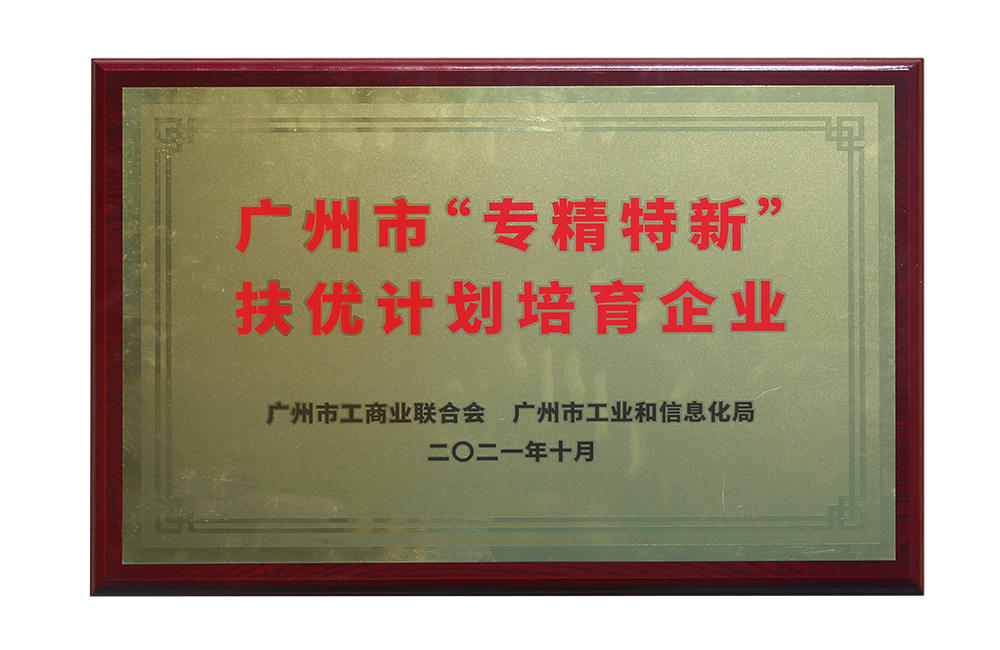 广州市“专精特新”
扶优计划培育企业
广州市工商业联合会 广州市工业和信息化局
二〇二一年十月